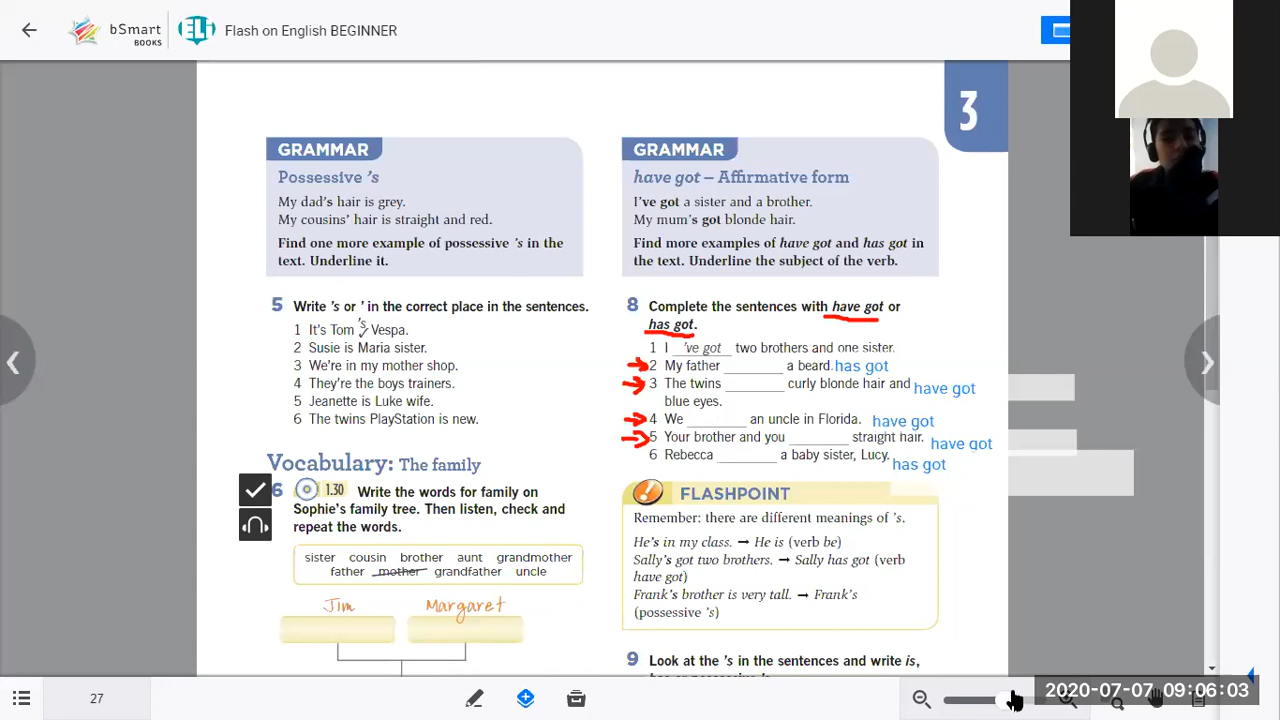 bSmart
BOOKS
ELi
Flash on English BEGINNER
3
GRAMMAR
Possessive 's
My dad's hair is grey.
My cousins' hair is straight and red.
Find one more example of possessive 's in the
text. Underline it.
5 Write 's or ' in the correct place in the sentences.
1 It's Tom 's Vespa.
2 Susie is Maria sister.
3 We're in my mother shop.
4 They're the boys trainers.
5 Jeanette is Luke wife.
6 The twins PlayStation is new.
Vocabulary: The family
6 1.30 Write the words for family on
Sophie's family tree. Then listen, check and
repeat the words.
sister cousin brother aunt grandmother
father mother grandfather uncle
Jim Margaret
GRAMMAR
have got – Affirmative form
I've got a sister and a brother.
My mum's got blonde hair.
Find more examples of have got and has got in
the text. Underline the subject of the verb.
8 Complete the sentences with have got or
has got.
1 I 've got two brothers and one sister.
2 My father ________ a beard. has got
3 The twins ________ curly blonde hair and have got
blue eyes.
4 We ________ an uncle in Florida. have got
5 Your brother and you ________ straight hair. have got
6 Rebecca ________ a baby sister, Lucy. has got
FLASHPOINT
Remember: there are different meanings of 's.
He's in my class. → He is (verb be)
Sally's got two brothers. → Sally has got (verb
have got)
Frank's brother is very tall. → Frank's
(possessive 's)
9 Look at the 's in the sentences and write is,
27
2020-07-07 09:06:03